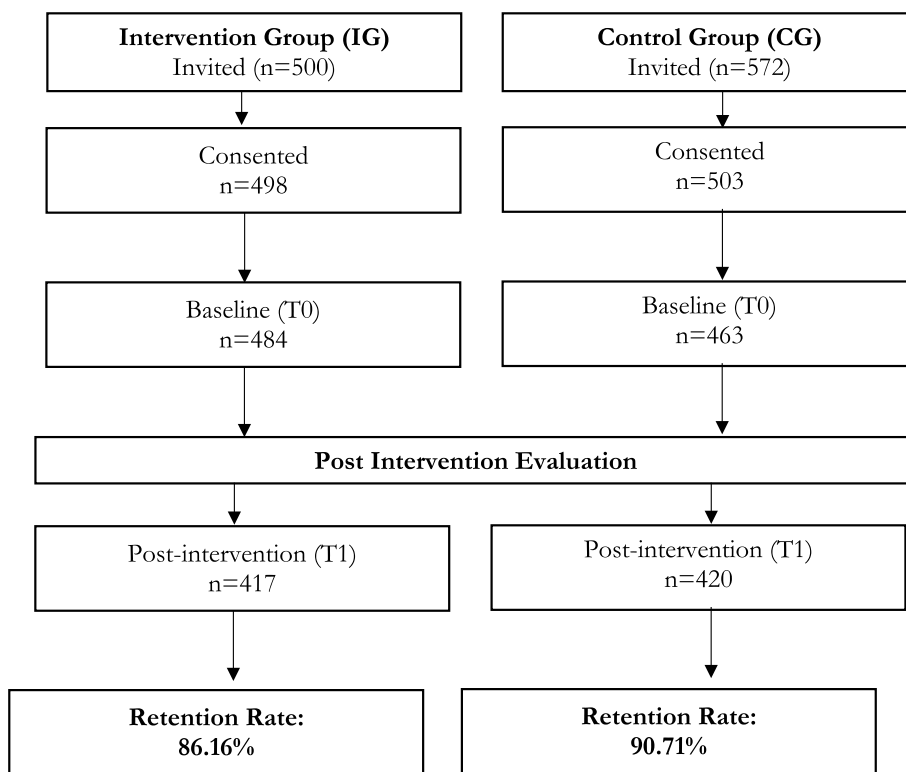 Intervention Group (IG)
Invited (n=500)
Control Group (CG)
Invited (n=572)
Consented
n=498
Consented
n=503
Baseline (T0)
n=484
Baseline (T0)
n=463
Post Intervention Evaluation
Post-intervention (T1)
n=417
Post-intervention (T1)
n=420
Retention Rate:
86.16%
Retention Rate:
90.71%